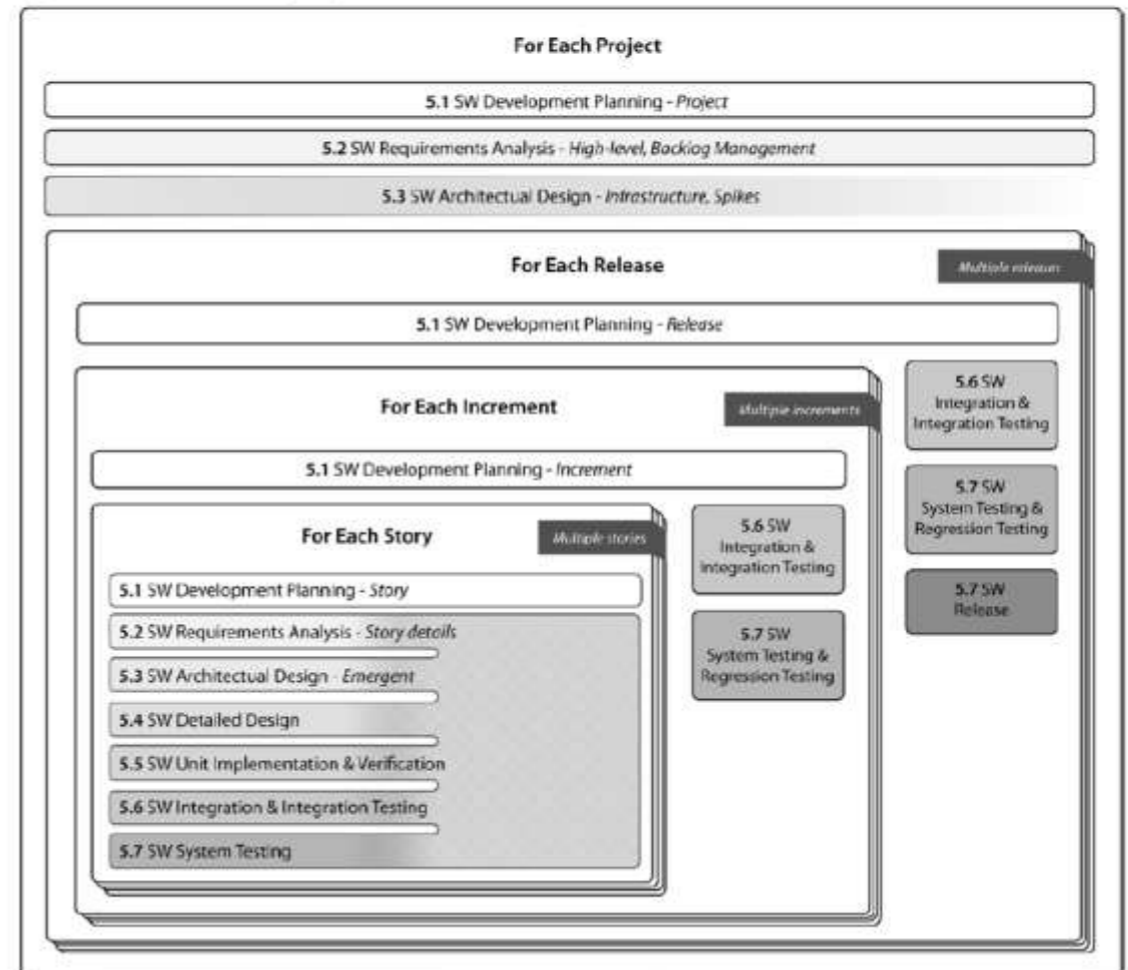 For Each Project
5.1 SW Development Planning - Project
5.2 SW Requirements Analysis - High-level, Backlog Management
5.3 SW Architectual Design - Infrastructure, Spikes
For Each Release
Multiple releases
5.1 SW Development Planning - Release
For Each Increment
Multiple increments
5.1 SW Development Planning - Increment
For Each Story
Multiple stories
5.1 SW Development Planning - Story
5.2 SW Requirements Analysis - Story details
5.3 SW Architectual Design - Emergent
5.4 SW Detailed Design
5.5 SW Unit Implementation & Verification
5.6 SW Integration & Integration Testing
5.7 SW System Testing
5.6 SW
Integration &
Integration Testing
5.7 SW
System Testing &
Regression Testing
5.6 SW
Integration &
Integration Testing
5.7 SW
System Testing &
Regression Testing
5.7 SW
Release